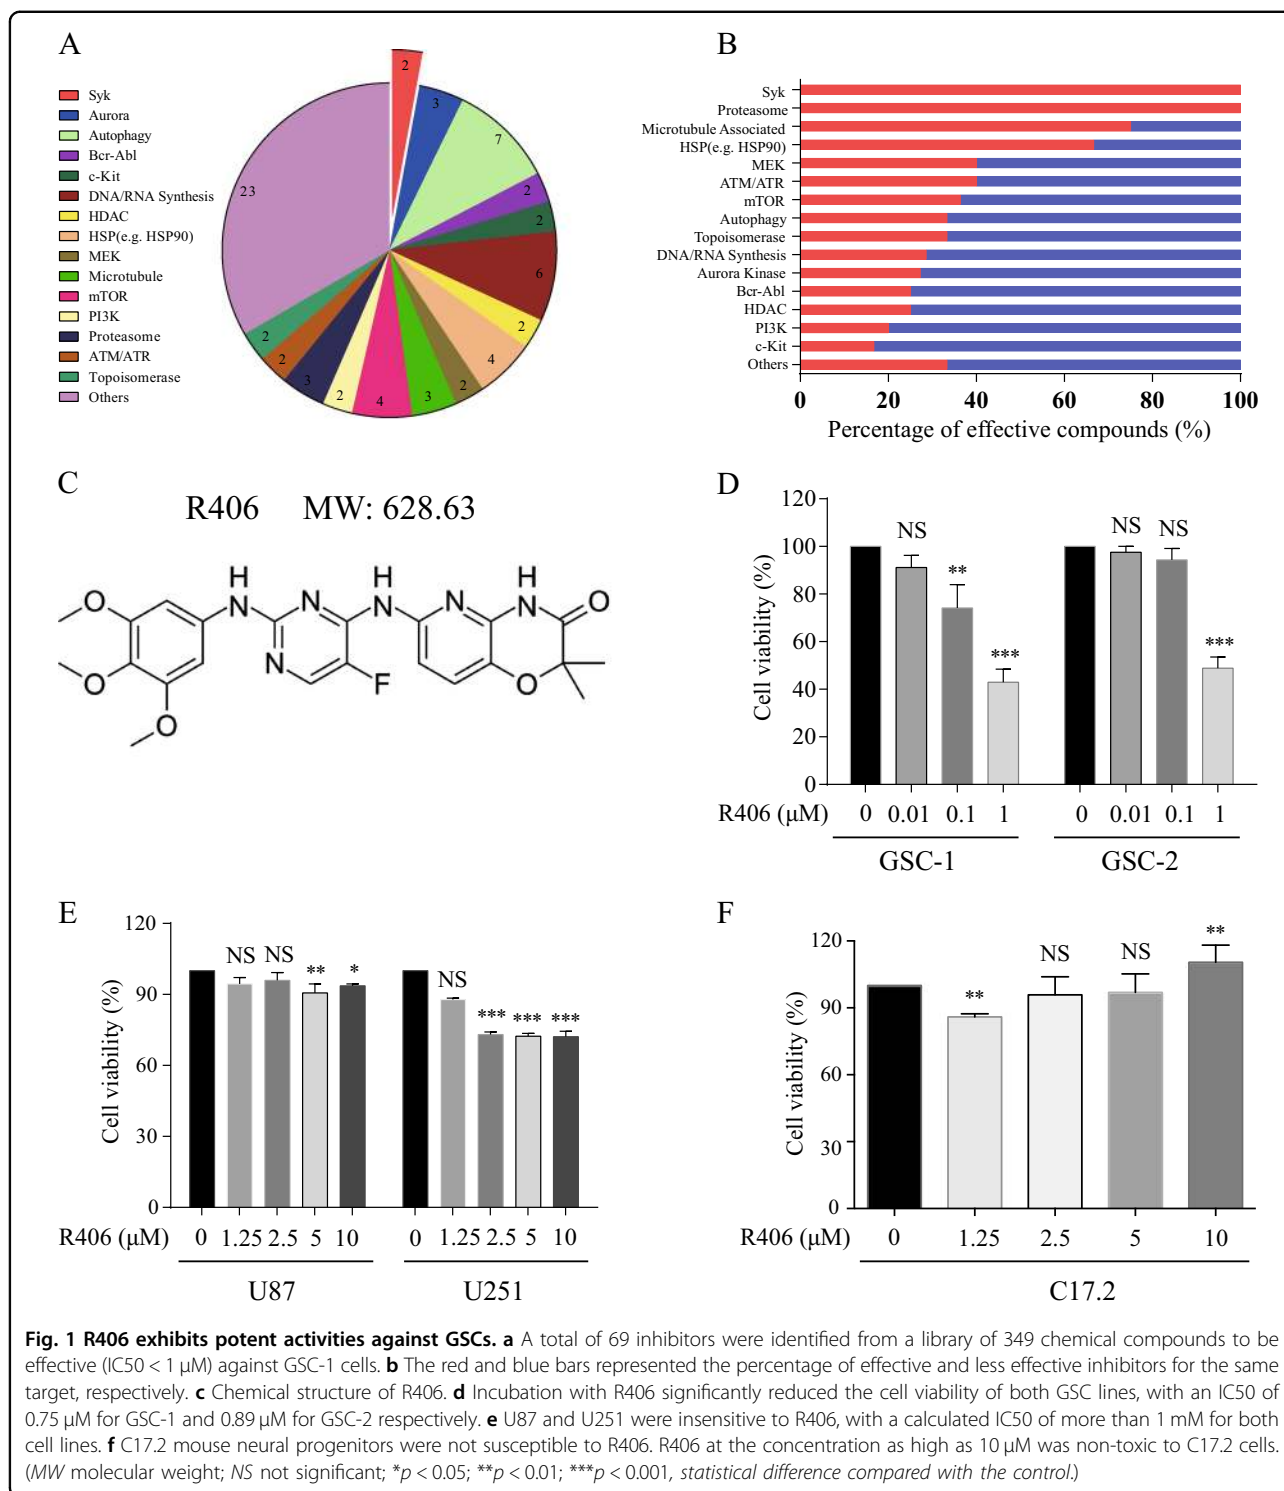 A
Syk
Aurora
Autophagy
Bcr-Abl
c-Kit
DNA/RNA Synthesis
HDAC
HSP(e.g. HSP90)
MEK
Microtubule
mTOR
PI3K
Proteasome
ATM/ATR
Topoisomerase
Others
2
3
7
2
2
6
2
4
2
3
4
2
3
2
2
23
B
Syk
Proteasome
Microtubule Associated
HSP(e.g. HSP90)
MEK
ATM/ATR
mTOR
Autophagy
Topoisomerase
DNA/RNA Synthesis
Aurora Kinase
Bcr-Abl
HDAC
PI3K
c-Kit
Others
0 20 40 60 80 100
Percentage of effective compounds (%)
C
R406 MW: 628.63
H H H
O N N N N N O
O N F O
O
D
Cell viability (%)
120
100
80
60
40
20
0
NS ** *** NS NS ***
R406 (μM) 0 0.01 0.1 1 0 0.01 0.1 1
GSC-1 GSC-2
E
Cell viability (%)
120
90
60
30
0
NS NS ** * NS *** *** ***
R406 (μM) 0 1.25 2.5 5 10 0 1.25 2.5 5 10
U87 U251
F
Cell viability (%)
120
90
60
30
0
** NS NS **
R406 (μM) 0 1.25 2.5 5 10
C17.2
Fig. 1 R406 exhibits potent activities against GSCs. a A total of 69 inhibitors were identified from a library of 349 chemical compounds to be
effective (IC50 < 1 μM) against GSC-1 cells. b The red and blue bars represented the percentage of effective and less effective inhibitors for the same
target, respectively. c Chemical structure of R406. d Incubation with R406 significantly reduced the cell viability of both GSC lines, with an IC50 of
0.75 μM for GSC-1 and 0.89 μM for GSC-2 respectively. e U87 and U251 were insensitive to R406, with a calculated IC50 of more than 1 mM for both
cell lines. f C17.2 mouse neural progenitors were not susceptible to R406. R406 at the concentration as high as 10 μM was non-toxic to C17.2 cells.
(MW molecular weight; NS not significant; *p < 0.05; **p < 0.01; ***p < 0.001, statistical difference compared with the control.)